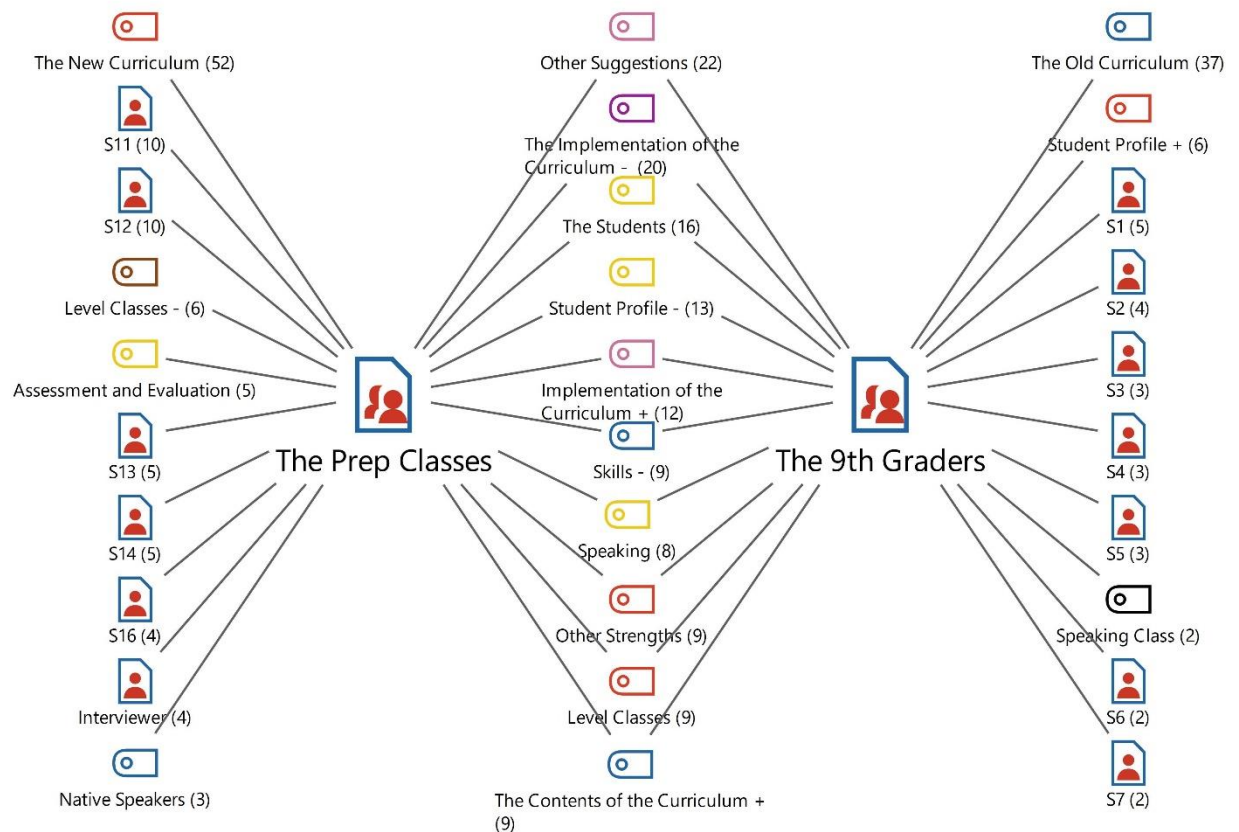 The New Curriculum (52)
S11 (10)
S12 (10)
Level Classes - (6)
Assessment and Evaluation (5)
S13 (5)
S14 (5)
S16 (4)
Interviewer (4)
Native Speakers (3)
The Prep Classes
Other Suggestions (22)
The Implementation of the
Curriculum - (20)
The Students (16)
Student Profile - (13)
Implementation of the
Curriculum + (12)
Skills - (9)
Speaking (8)
Other Strengths (9)
Level Classes (9)
The Contents of the Curriculum +
(9)
The 9th Graders
The Old Curriculum (37)
Student Profile + (6)
S1 (5)
S2 (4)
S3 (3)
S4 (3)
S5 (3)
Speaking Class (2)
S6 (2)
S7 (2)